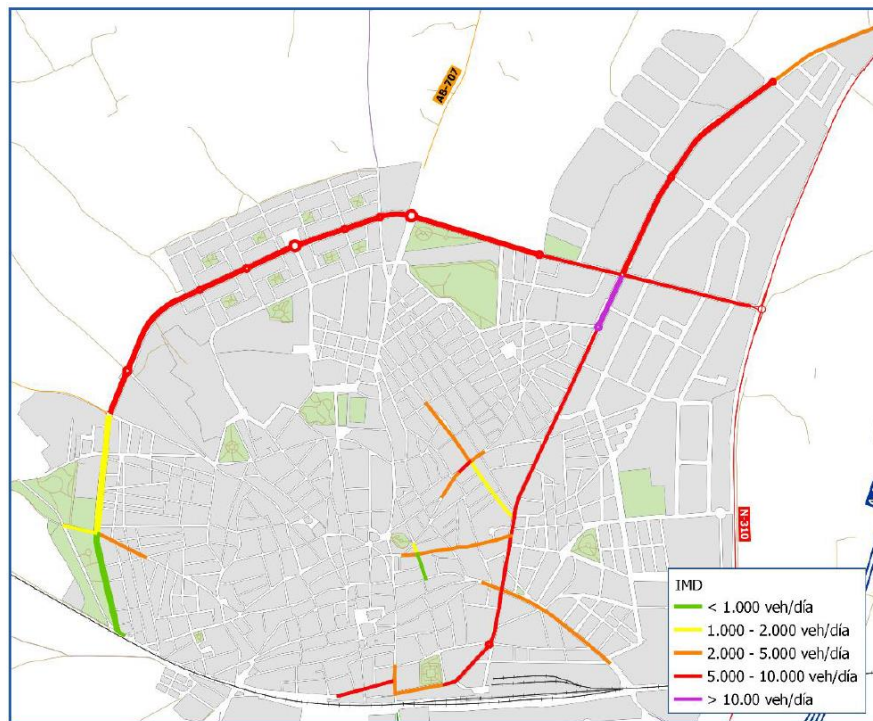 AB-707
N-310
IMD
< 1.000 veh/día
1.000 - 2.000 veh/día
2.000 - 5.000 veh/día
5.000 - 10.000 veh/día
> 10.00 veh/día